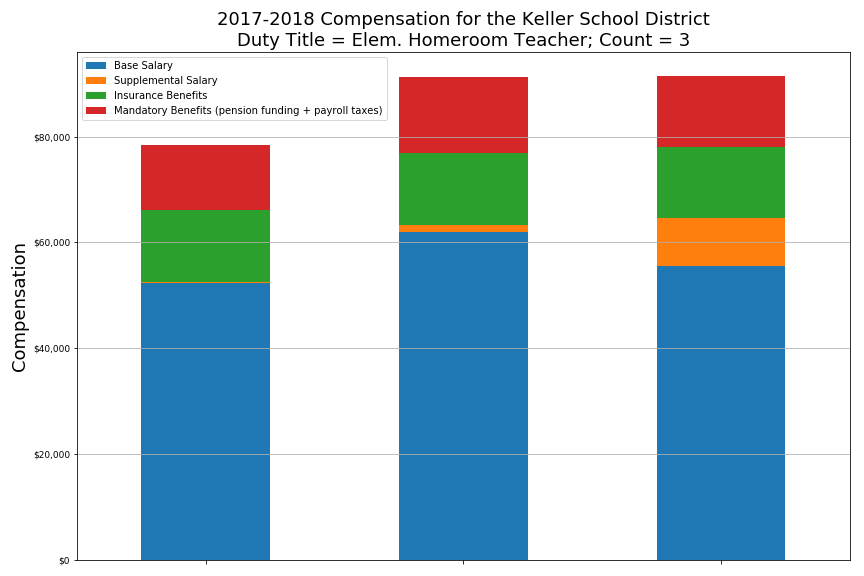 2017-2018 Compensation for the Keller School District
Duty Title = Elem. Homeroom Teacher; Count = 3
Base Salary
Supplemental Salary
Insurance Benefits
Mandatory Benefits (pension funding + payroll taxes)
$80,000
$60,000
$40,000
$20,000
$0
Compensation